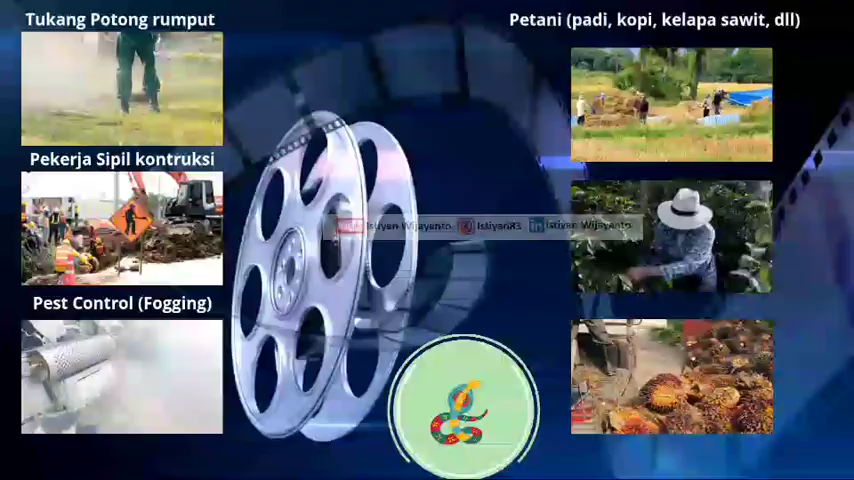 Tukang Potong rumput
Petani (padi, kopi, kelapa sawit, dll)
Pekerja Sipil kontruksi
Istiyan Wijayanto Istiyan83 Istiyan Wijayanto
Pest Control (Fogging)